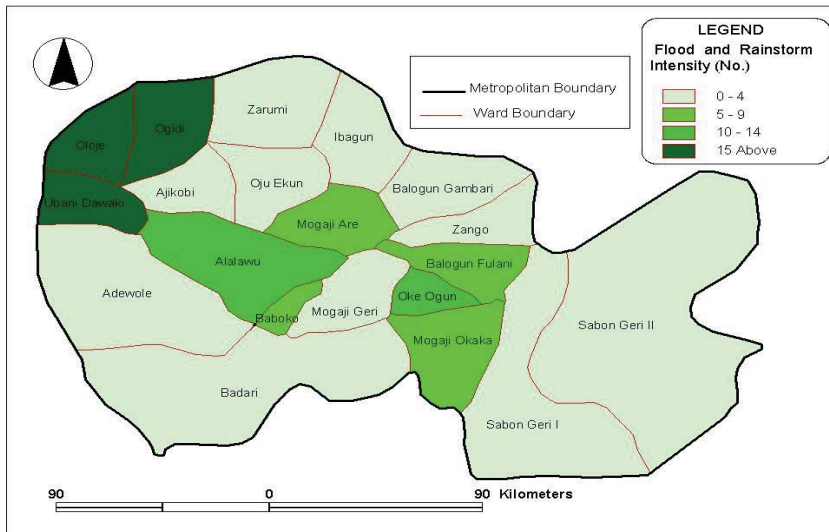 LEGEND
Flood and Rainstorm
Intensity (No.)
0 - 4
5 - 9
10 - 14
15 Above
Metropolitan Boundary
Ward Boundary
Zarumi
Ogidi
Ibagun
Oloje
Oju Ekun
Ajikobi
Balogun Gambari
Ubani Dawaki
Mogaji Are
Zango
Alalawu
Balogun Fulani
Adewole
Oke Ogun
Baboko
Mogaji Geri
Sabon Geri II
Mogaji Okaka
Badari
Sabon Geri I
90 0 90 Kilometers